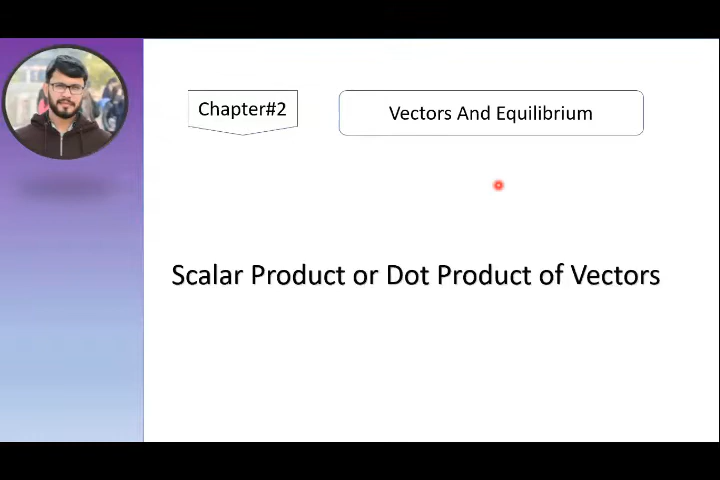 Chapter#2
Vectors And Equilibrium
Scalar Product or Dot Product of Vectors